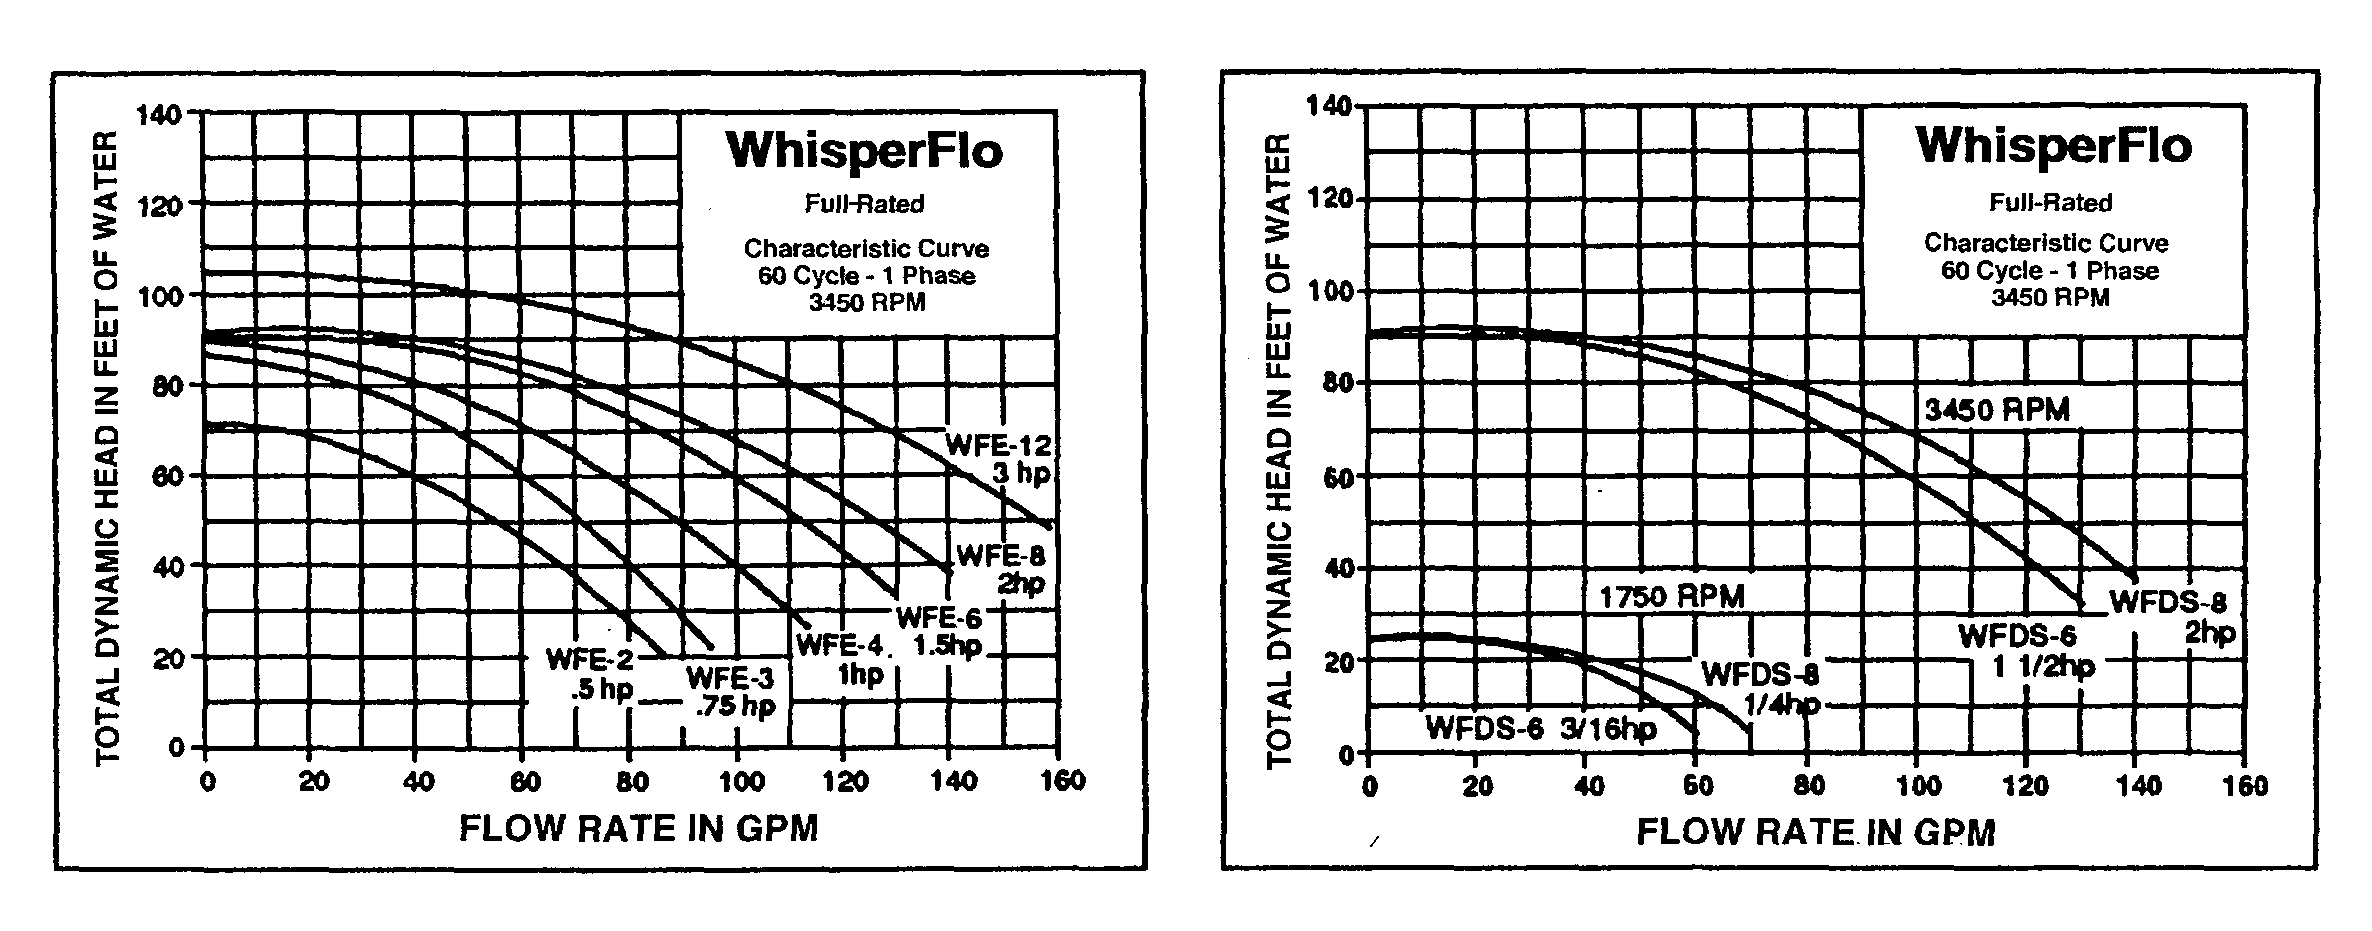 WhisperFlo
Full-Rated
Characteristic Curve
60 Cycle - 1 Phase
3450 RPM
TOTAL DYNAMIC HEAD IN FEET OF WATER
140
120
100
80
60
40
20
0
WFE-12
3 hp
WFE-8
2hp
WFE-6
1.5hp
WFE-4
1hp
WFE-3
.75 hp
WFE-2
.5 hp
0 20 40 60 80 100 120 140 160
FLOW RATE IN GPM
WhisperFlo
Full-Rated
Characteristic Curve
60 Cycle - 1 Phase
3450 RPM
TOTAL DYNAMIC HEAD IN FEET OF WATER
140
120
100
80
60
40
20
0
3450 RPM
1750 RPM
WFDS-8
2hp
WFDS-6
1 1/2hp
WFDS-8
1/4hp
WFDS-6 3/16hp
0 20 40 60 80 100 120 140 160
FLOW RATE IN GPM